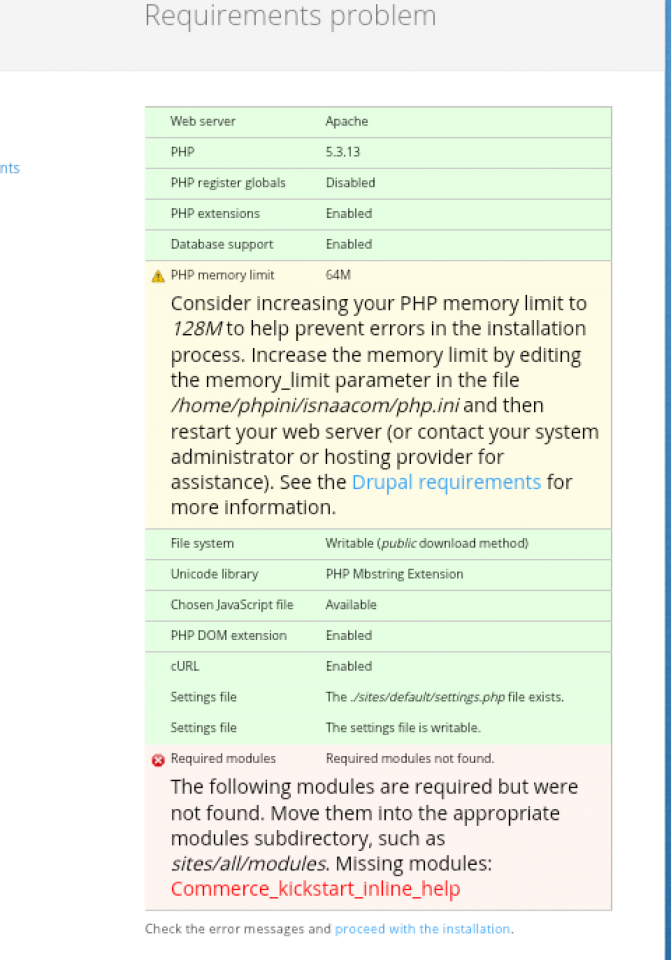 Requirements problem
nts
Web server Apache
PHP 5.3.13
PHP register globals Disabled
PHP extensions Enabled
Database support Enabled
PHP memory limit 64M
Consider increasing your PHP memory limit to
128M to help prevent errors in the installation
process. Increase the memory limit by editing
the memory_limit parameter in the file
/home/phpini/isnaacom/php.ini and then
restart your web server (or contact your system
administrator or hosting provider for
assistance). See the Drupal requirements for
more information.
File system Writable (public download method)
Unicode library PHP Mbstring Extension
Chosen JavaScript file Available
PHP DOM extension Enabled
cURL Enabled
Settings file The ./sites/default/settings.php file exists.
Settings file The settings file is writable.
Required modules Required modules not found.
The following modules are required but were
not found. Move them into the appropriate
modules subdirectory, such as
sites/all/modules. Missing modules:
Commerce_kickstart_inline_help
Check the error messages and proceed with the installation.